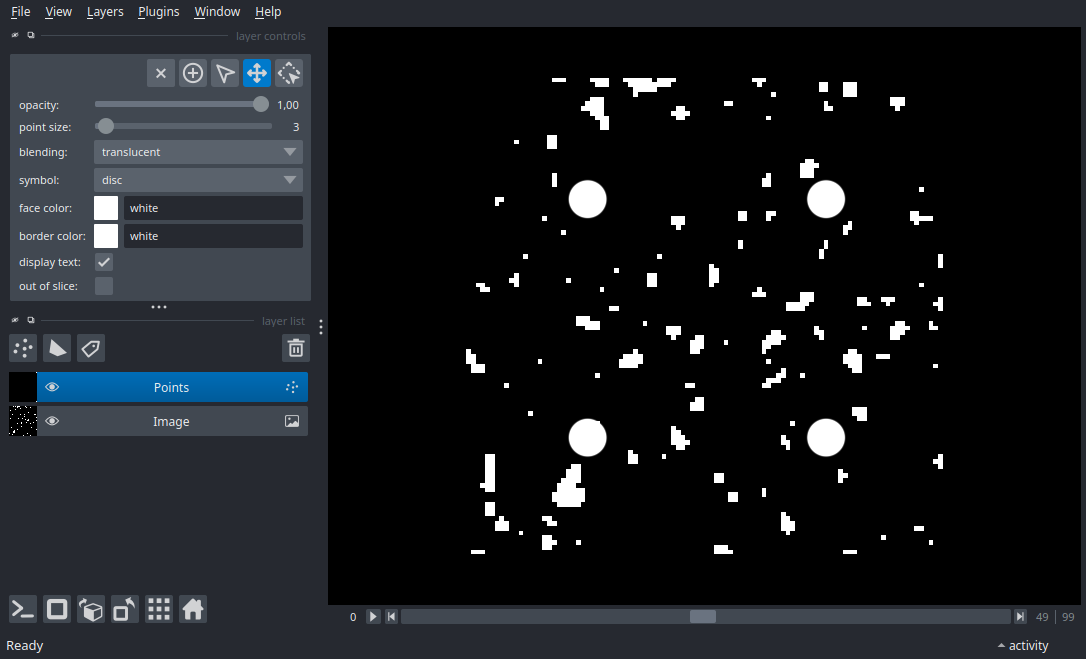 File View Layers Plugins Window Help
layer controls
opacity: 1,00
point size: 3
blending: translucent
symbol: disc
face color: white
border color: white
display text:
out of slice:
layer list
Points
Image
0 49 99
Ready activity